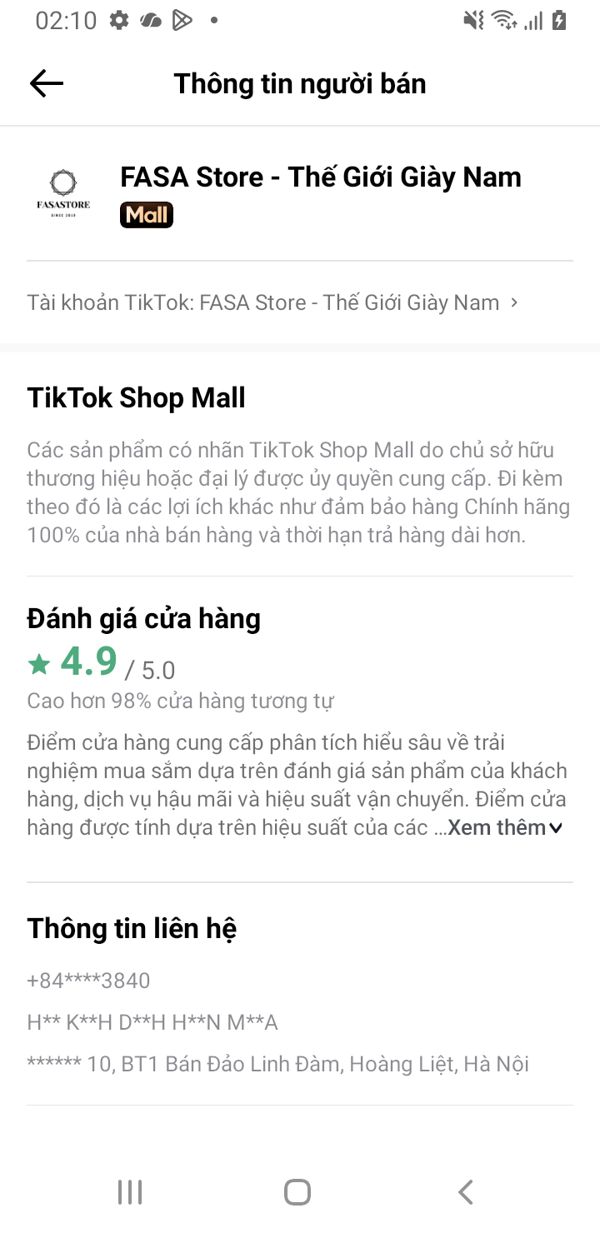 02:10
Thông tin người bán
FASA Store - Thế Giới Giày Nam
FASASTORE
SINCE 2010
Mall
Tài khoản TikTok: FASA Store - Thế Giới Giày Nam >
TikTok Shop Mall
Các sản phẩm có nhãn TikTok Shop Mall do chủ sở hữu
thương hiệu hoặc đại lý được ủy quyền cung cấp. Đi kèm
theo đó là các lợi ích khác như đảm bảo hàng Chính hãng
100% của nhà bán hàng và thời hạn trả hàng dài hơn.
Đánh giá cửa hàng
4.9 / 5.0
Cao hơn 98% cửa hàng tương tự
Điểm cửa hàng cung cấp phân tích hiểu sâu về trải
nghiệm mua sắm dựa trên đánh giá sản phẩm của khách
hàng, dịch vụ hậu mãi và hiệu suất vận chuyển. Điểm cửa
hàng được tính dựa trên hiệu suất của các ...Xem thêm
Thông tin liên hệ
+84****3840
H** K**H D**H H**N M**A
****** 10, BT1 Bán Đảo Linh Đàm, Hoàng Liệt, Hà Nội